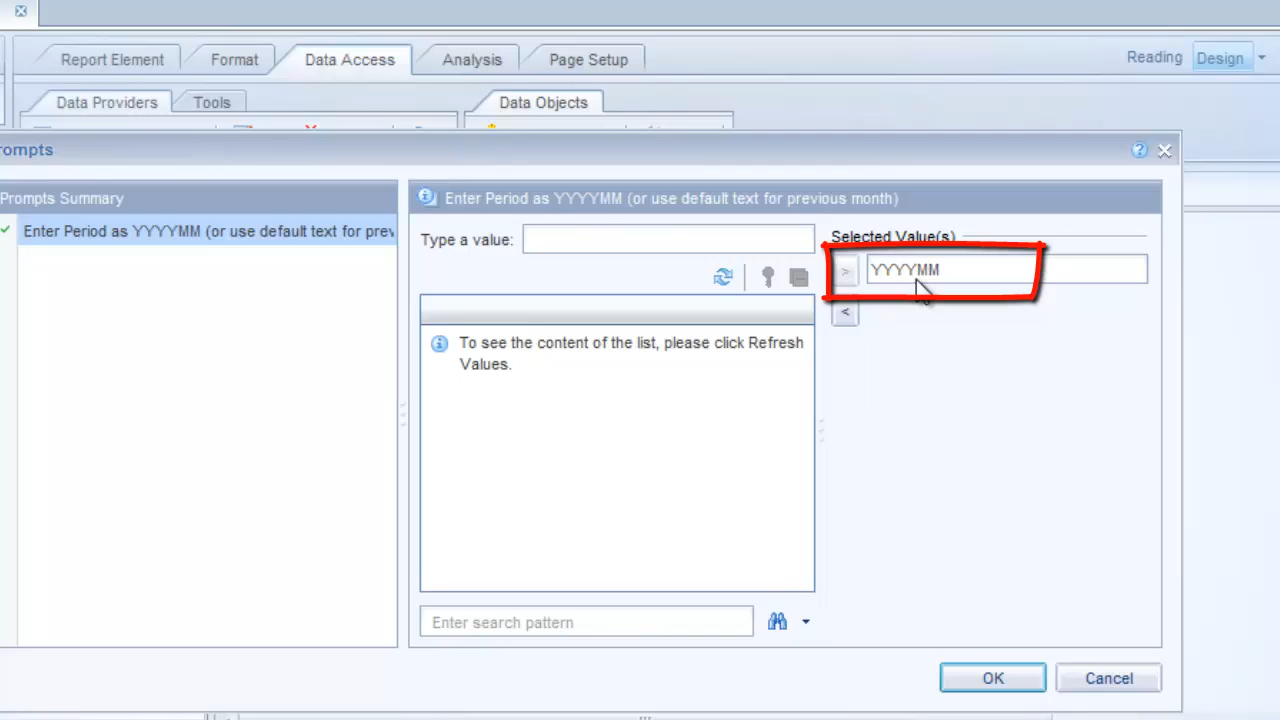 Report Element
Format
Data Access
Analysis
Page Setup
Reading
Design
Data Providers
Tools
Data Objects
rompts
Prompts Summary
Enter Period as YYYYMM (or use default text for previous month)
Enter Period as YYYYMM (or use default text for prev
Type a value:
Selected Value(s)
>
YYYYMM
<
To see the content of the list, please click Refresh
Values.
Enter search pattern
OK
Cancel